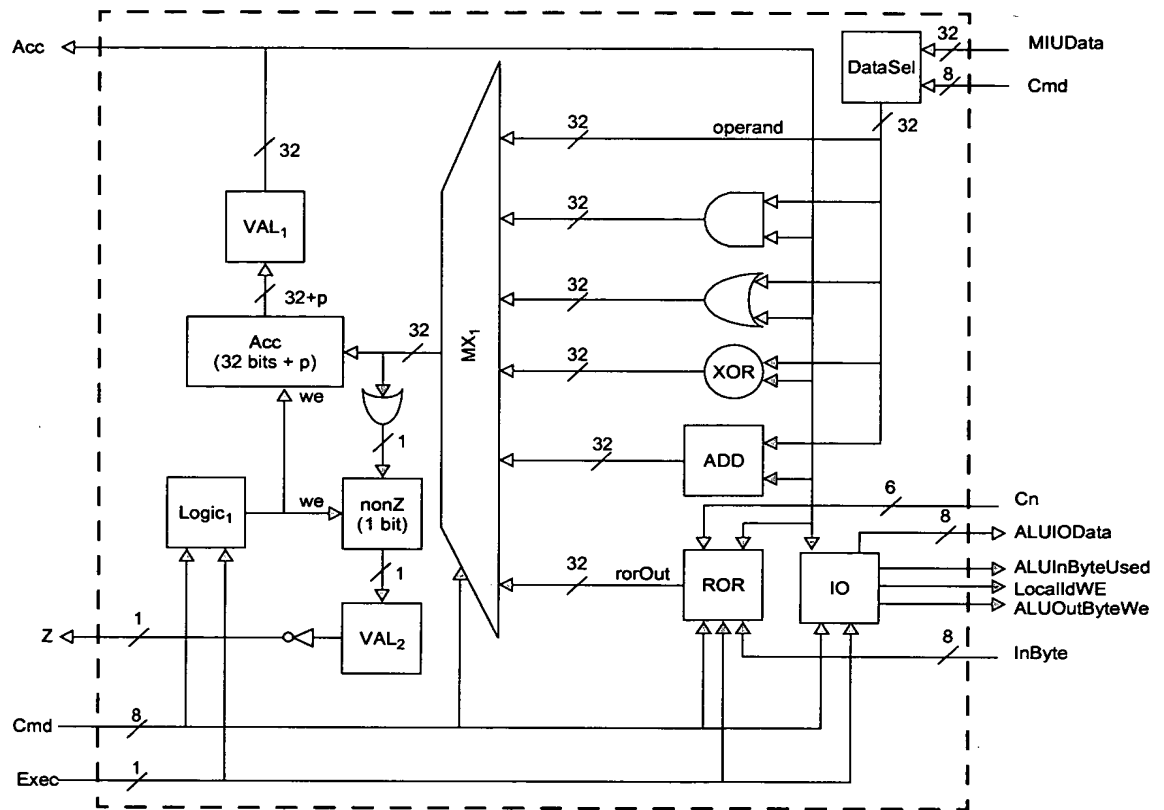 Acc
32
MIUData
DataSel
8
Cmd
32
32
operand
32
VAL₁
32
32+p
32
Acc
(32 bits + p)
32
MX₁
32
XOR
we
1
32
ADD
Logic₁
we
nonZ
(1 bit)
6
Cn
8
ALUIOData
1
32
rorOut
ROR
IO
ALUInByteUsed
LocalIdWE
ALUOutByteWe
Z
1
VAL₂
8
InByte
Cmd
8
Exec
1